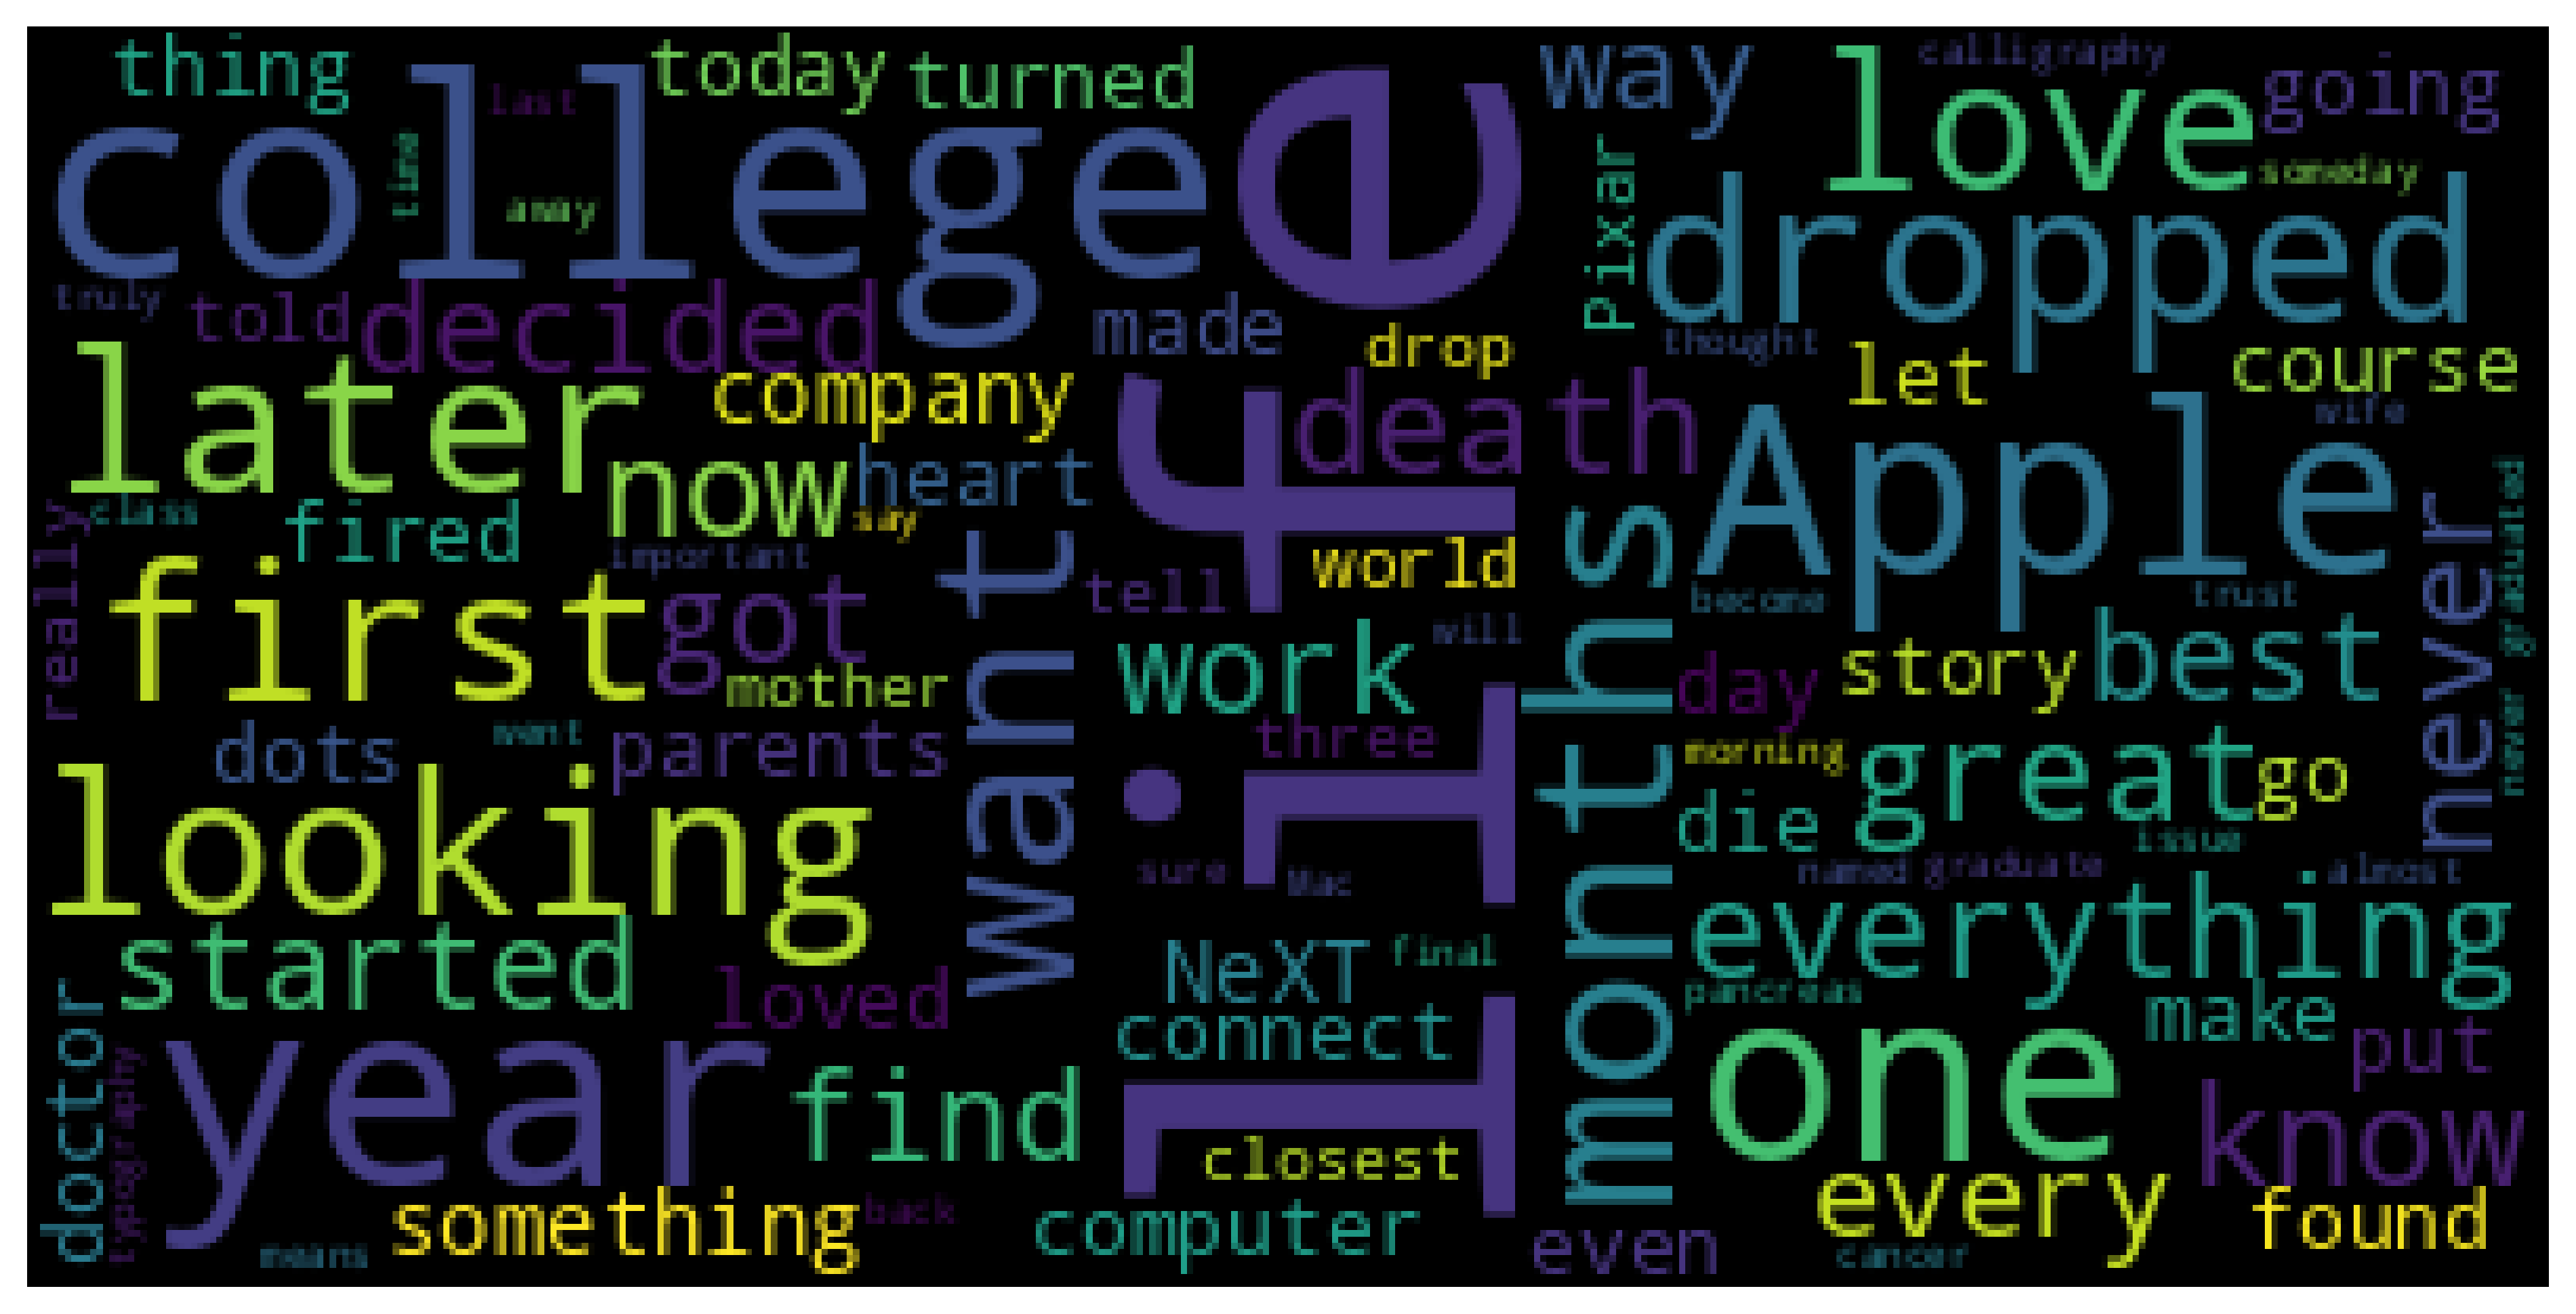 thing
last
today
turned
way
love
calligraphy
going
college
time
away
life
Pixar
someday
dropped
truly
told
decided
made
drop
thought
let
course
later
company
death
Apple
wife
now
heart
say
class
fired
really
important
want
tell
world
months
become
trust
never
never graduated
first
got
mother
work
will
day
story
best
dots
went
parents
three
morning
great
go
looking
die
issue
sure
Mac
named
graduate
almost
everything
started
loved
NeXT
final
pancreas
make
doctor
typography
connect
year
find
one
put
know
closest
something
back
computer
every
found
means
even
cancer